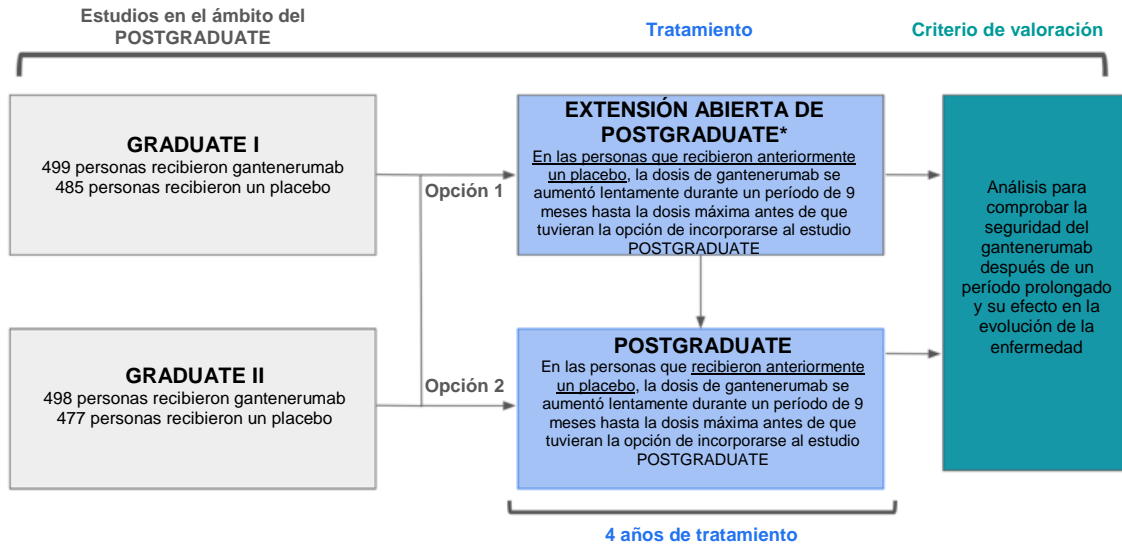 Estudios en el ámbito del
POSTGRADUATE
Tratamiento
Criterio de valoración
GRADUATE I
499 personas recibieron gantenerumab
485 personas recibieron un placebo
Opción 1
EXTENSIÓN ABIERTA DE
POSTGRADUATE*
En las personas que recibieron anteriormente
un placebo, la dosis de gantenerumab se
aumentó lentamente durante un período de 9
meses hasta la dosis máxima antes de que
tuvieran la opción de incorporarse al estudio
POSTGRADUATE
Análisis para
comprobar la
seguridad del
gantenerumab
después de un
período prolongado
y su efecto en la
evolución de la
enfermedad
GRADUATE II
498 personas recibieron gantenerumab
477 personas recibieron un placebo
Opción 2
POSTGRADUATE
En las personas que recibieron anteriormente
un placebo, la dosis de gantenerumab se
aumentó lentamente durante un período de 9
meses hasta la dosis máxima antes de que
tuvieran la opción de incorporarse al estudio
POSTGRADUATE
4 años de tratamiento